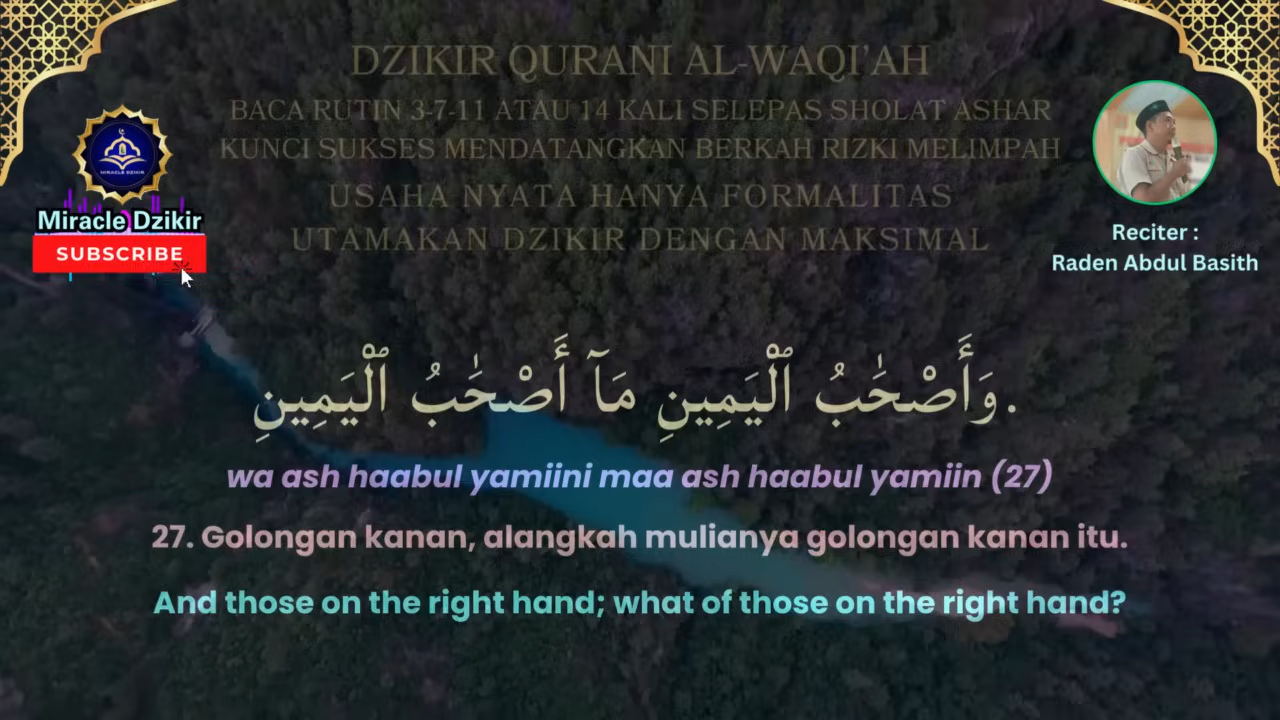 DZIKIR QURANI AL-WAQI'AH
BACA RUTIN 3-7-11 ATAU 14 KALI SELEPAS SHOLAT ASHAR
KUNCI SUKSES MENDATANGKAN BERKAH RIZKI MELIMPAH
USAHA NYATA HANYA FORMALITAS
UTAMAKAN DZIKIR DENGAN MAKSIMAL
MIRACLE DZIKIR
Miracle Dzikir
SUBSCRIBE
Reciter :
Raden Abdul Basith
وَأَصْحَٰبُ ٱلْيَمِينِ مَآ أَصْحَٰبُ ٱلْيَمِينِ.
wa ash haabul yamiini maa ash haabul yamiin (27)
27. Golongan kanan, alangkah mulianya golongan kanan itu.
And those on the right hand; what of those on the right hand?